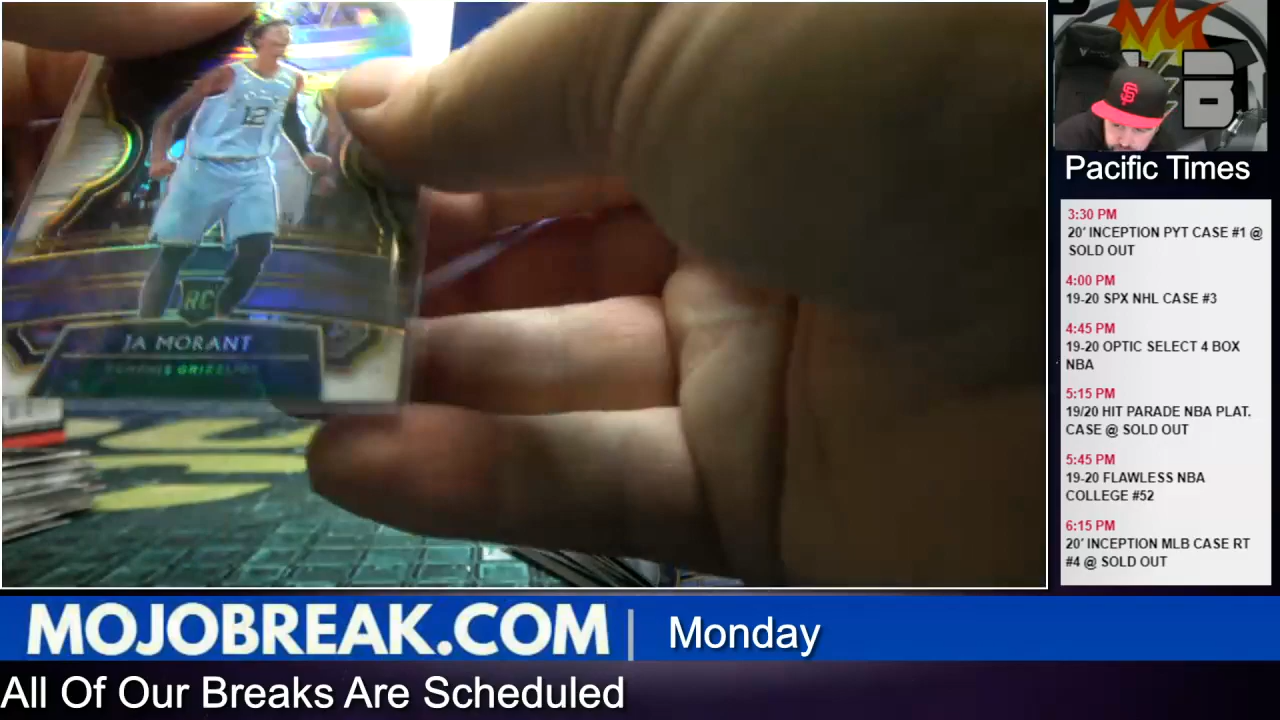 12
RC
JA MORANT
MEMPHIS GRIZZLIES
SF
B
Pacific Times
3:30 PM
20' INCEPTION PYT CASE #1 @
SOLD OUT
4:00 PM
19-20 SPX NHL CASE #3
4:45 PM
19-20 OPTIC SELECT 4 BOX
NBA
5:15 PM
19/20 HIT PARADE NBA PLAT.
CASE @ SOLD OUT
5:45 PM
19-20 FLAWLESS NBA
COLLEGE #52
6:15 PM
20' INCEPTION MLB CASE RT
#4 @ SOLD OUT
MOJOBREAK.COM | Monday
All Of Our Breaks Are Scheduled